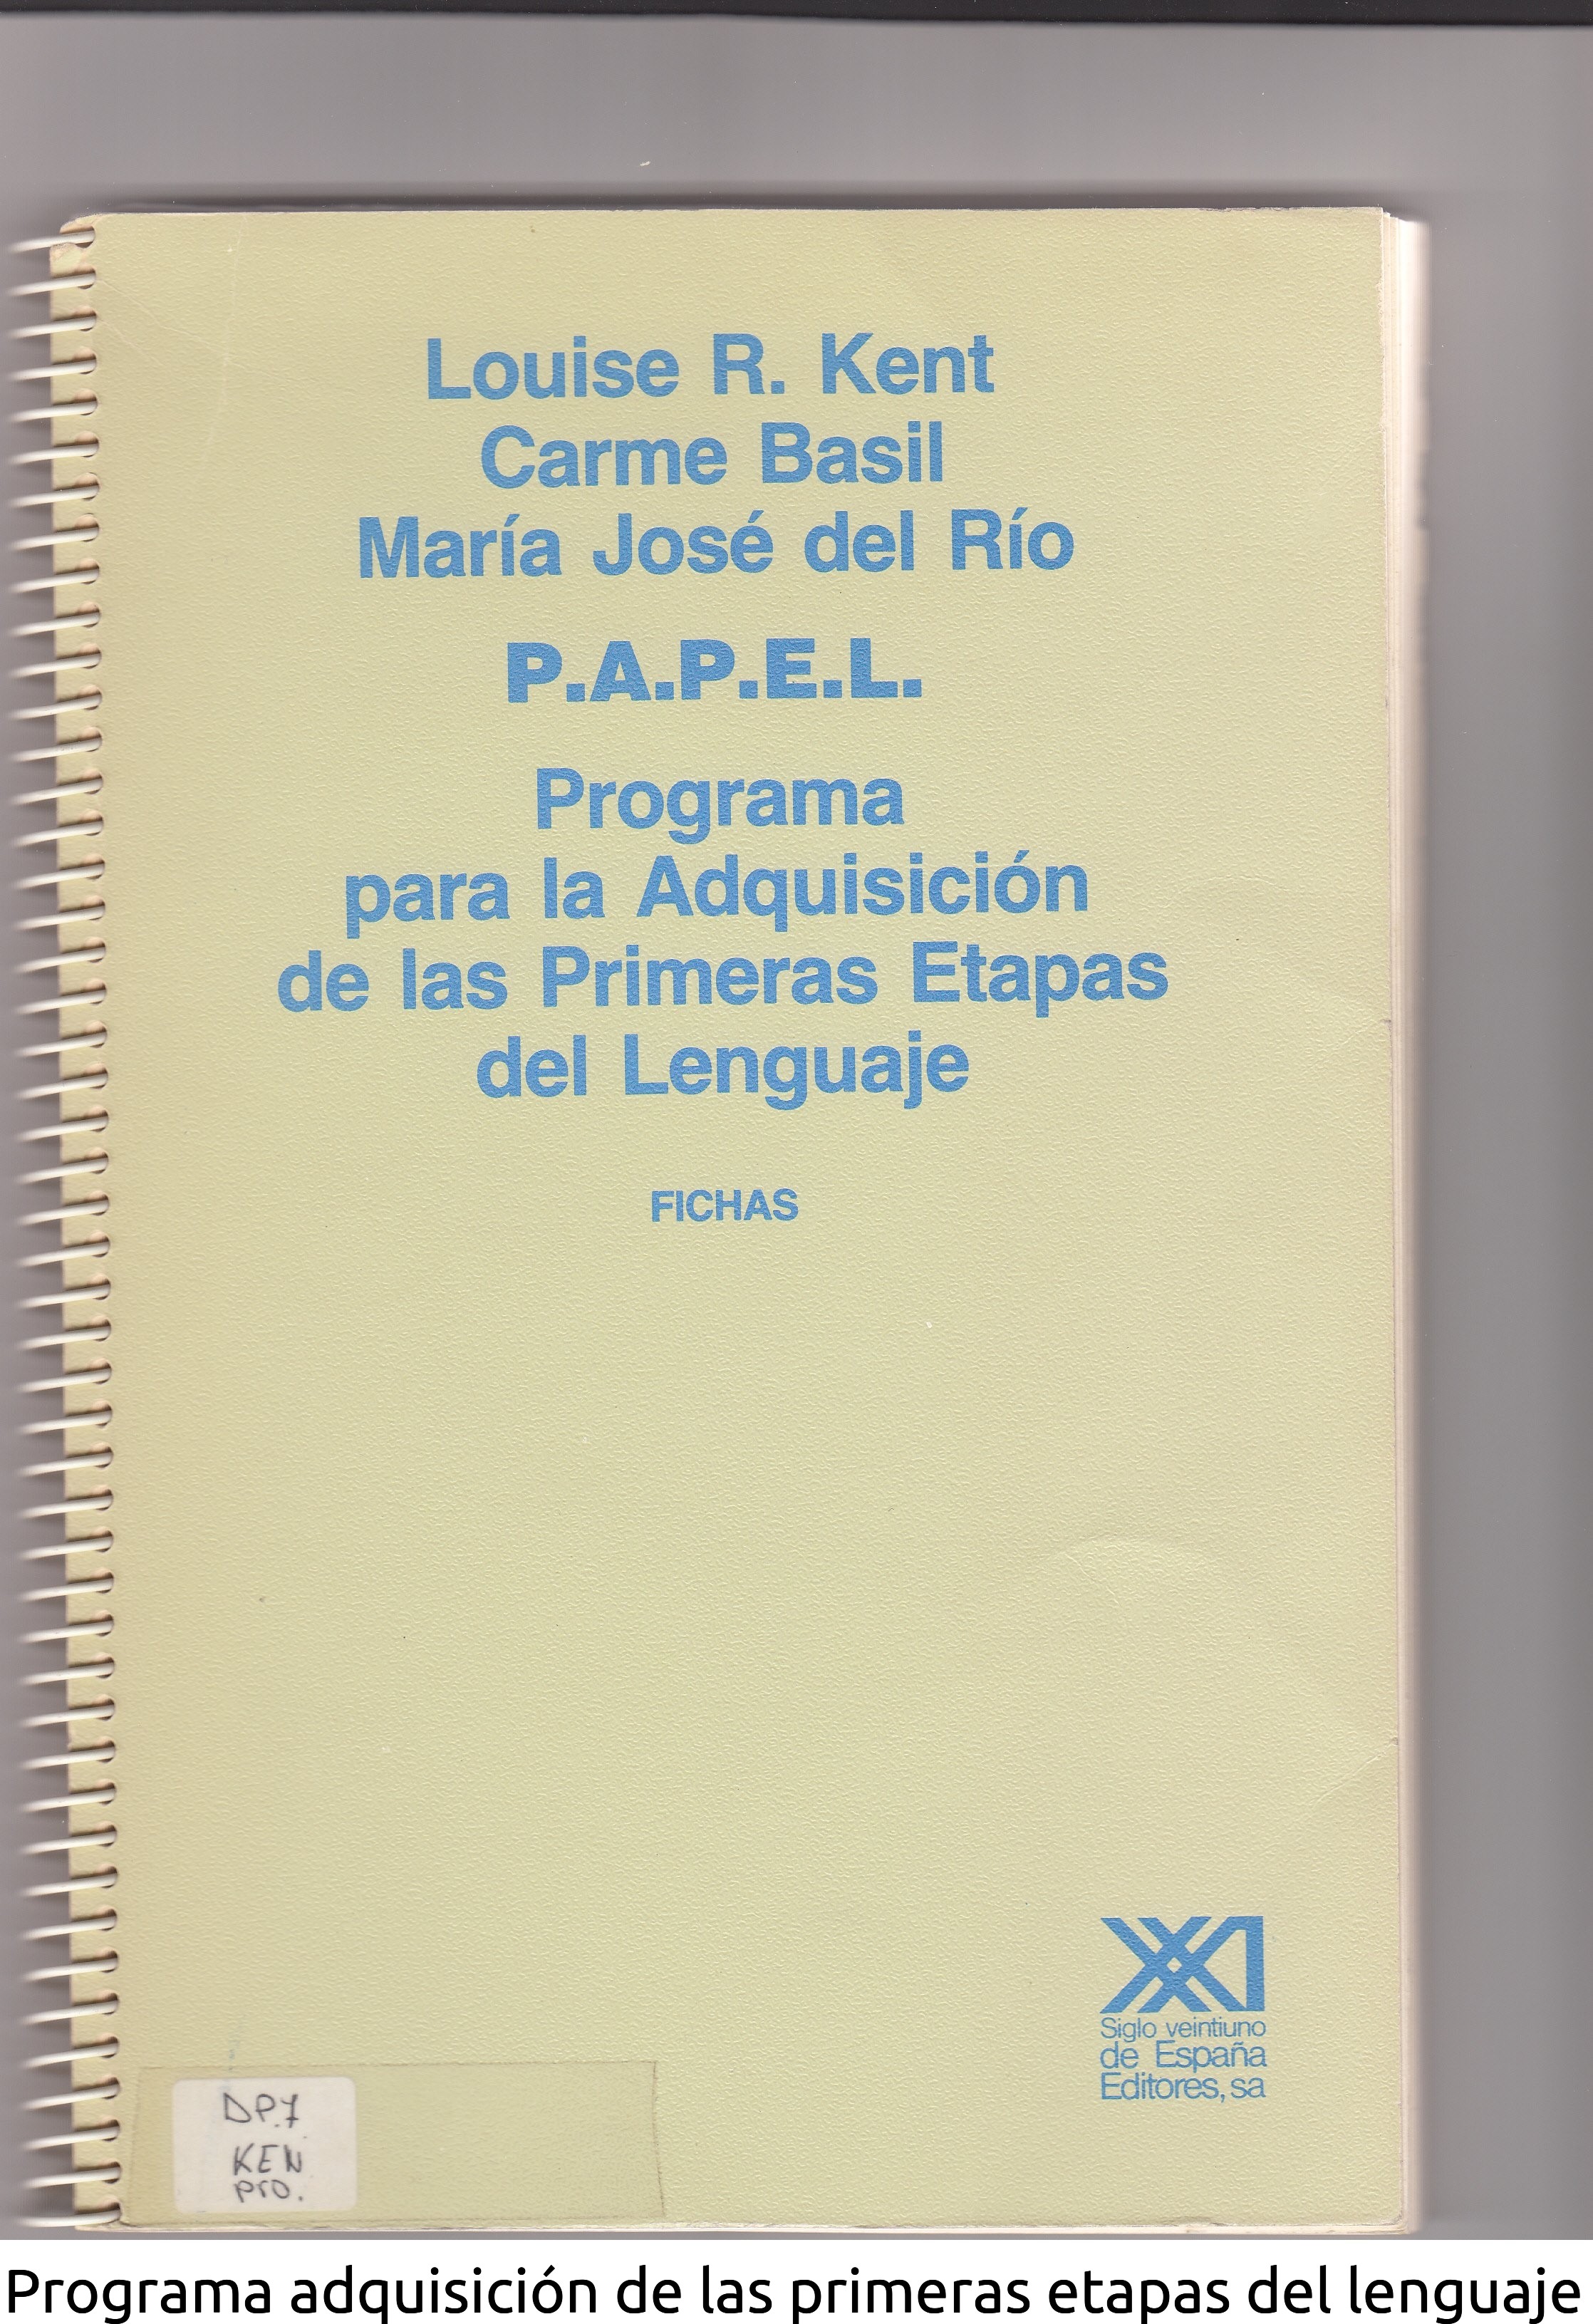 Louise R. Kent
Carme Basil
María José del Río
P.A.P.E.L.
Programa
para la Adquisición
de las Primeras Etapas
del Lenguaje
FICHAS
XXI
Siglo veintiuno
de España
Editores, sa
DP.7
KEN
pro.
Programa adquisición de las primeras etapas del lenguaje